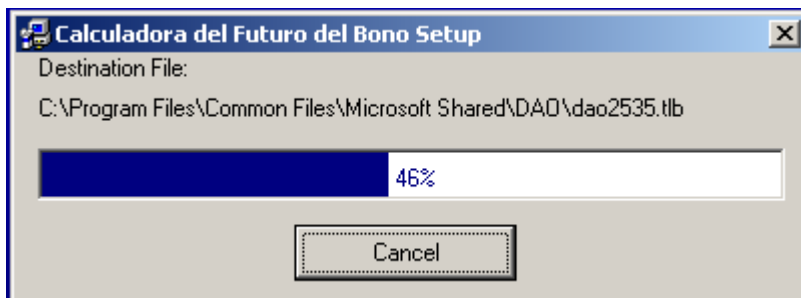 Calculadora del Futuro del Bono Setup
Destination File:
C:\Program Files\Common Files\Microsoft Shared\DAO\dao2535.tlb
46%
Cancel